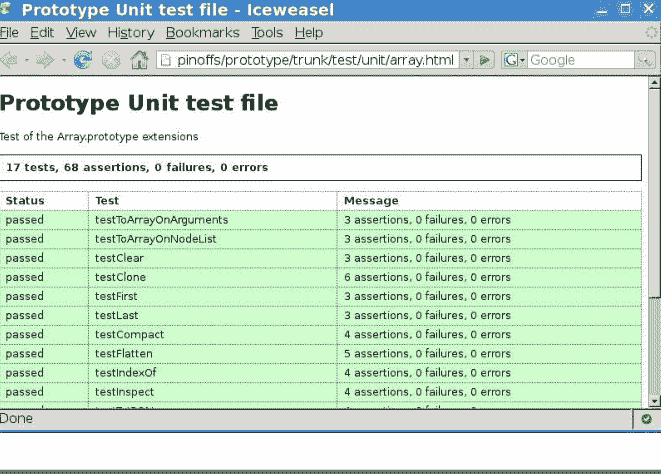 Prototype Unit test file - Iceweasel
File Edit View History Bookmarks Tools Help
pinoffs/prototype/trunk/test/unit/array.html G Google
Prototype Unit test file
Test of the Array.prototype extensions
17 tests, 68 assertions, 0 failures, 0 errors
Status Test Message
passed testToArrayOnArguments 3 assertions, 0 failures, 0 errors
passed testToArrayOnNodeList 3 assertions, 0 failures, 0 errors
passed testClear 3 assertions, 0 failures, 0 errors
passed testClone 6 assertions, 0 failures, 0 errors
passed testFirst 3 assertions, 0 failures, 0 errors
passed testLast 3 assertions, 0 failures, 0 errors
passed testCompact 4 assertions, 0 failures, 0 errors
passed testFlatten 5 assertions, 0 failures, 0 errors
passed testIndexOf 4 assertions, 0 failures, 0 errors
passed testInspect 4 assertions, 0 failures, 0 errors
Done